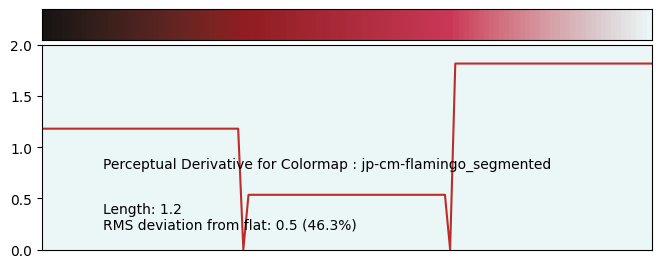 2.0
1.5
1.0
0.5
0.0
Perceptual Derivative for Colormap : jp-cm-flamingo_segmented
Length: 1.2
RMS deviation from flat: 0.5 (46.3%)